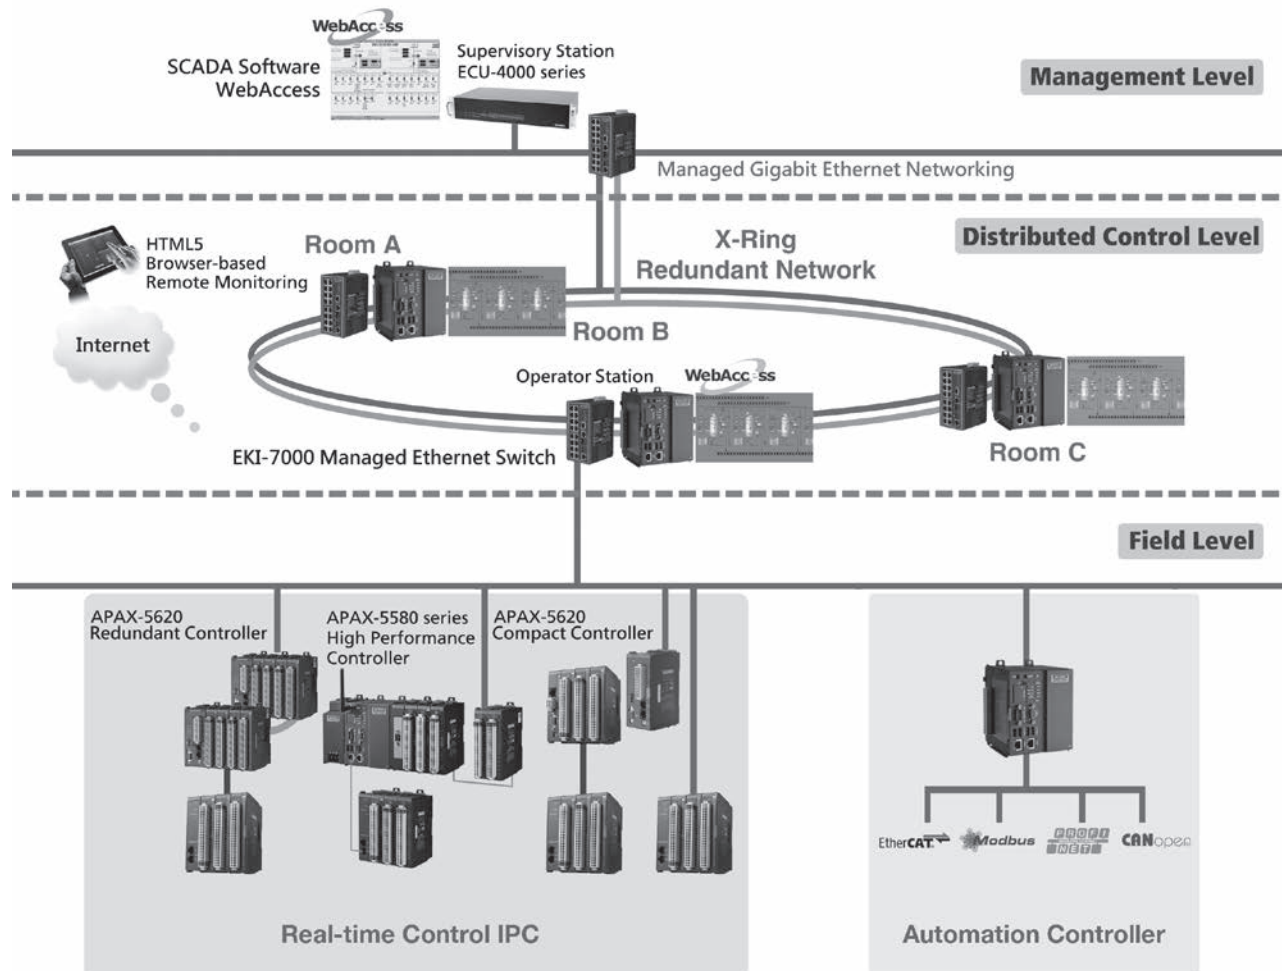 WebAccess
SCADA Software
WebAccess
Supervisory Station
ECU-4000 series
Management Level
Managed Gigabit Ethernet Networking
Distributed Control Level
HTML5
Browser-based
Remote Monitoring
Internet
Room A
X-Ring
Redundant Network
Room B
Operator Station
WebAccess
EKI-7000 Managed Ethernet Switch
Room C
Field Level
APAX-5620
Redundant Controller
APAX-5580 series
High Performance
Controller
APAX-5620
Compact Controller
EtherCAT
Modbus
PROFI
NET
CANopen
Real-time Control IPC
Automation Controller